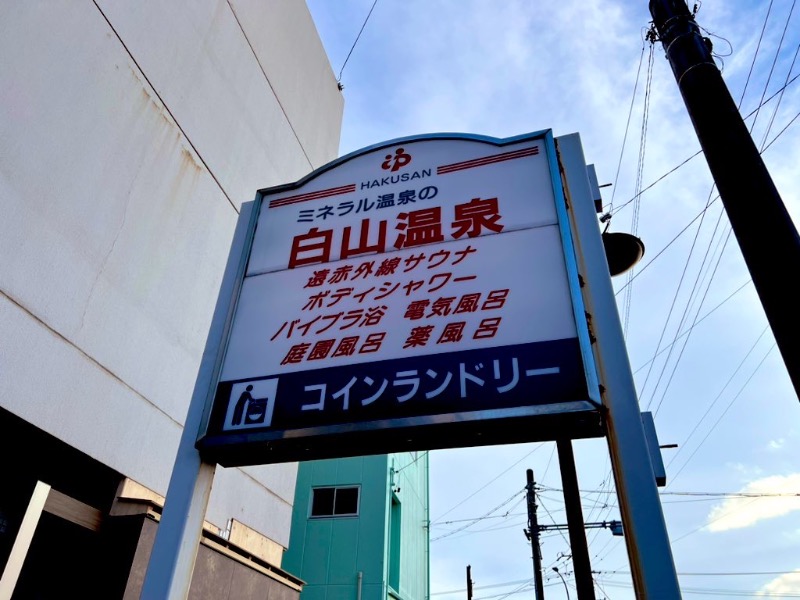 HAKUSAN
ミネラル温泉の
白山温泉
遠赤外線サウナ
ボディシャワー
バイブラ浴 電気風呂
庭園風呂 薬風呂
コインランドリー